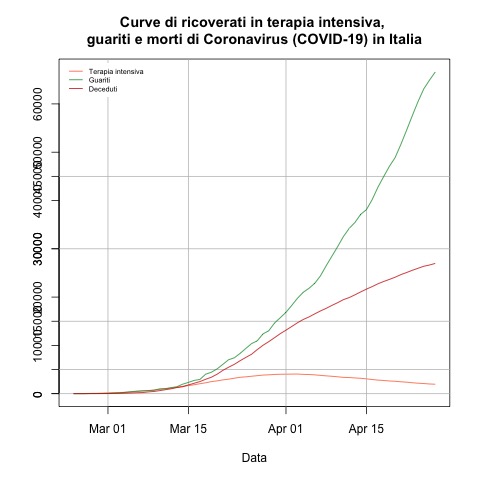 Curve di ricoverati in terapia intensiva,
guariti e morti di Coronavirus (COVID-19) in Italia
Terapia intensiva
Guariti
Deceduti
60000
40000
30000
0
Mar 01
Mar 15
Apr 01
Apr 15
Data